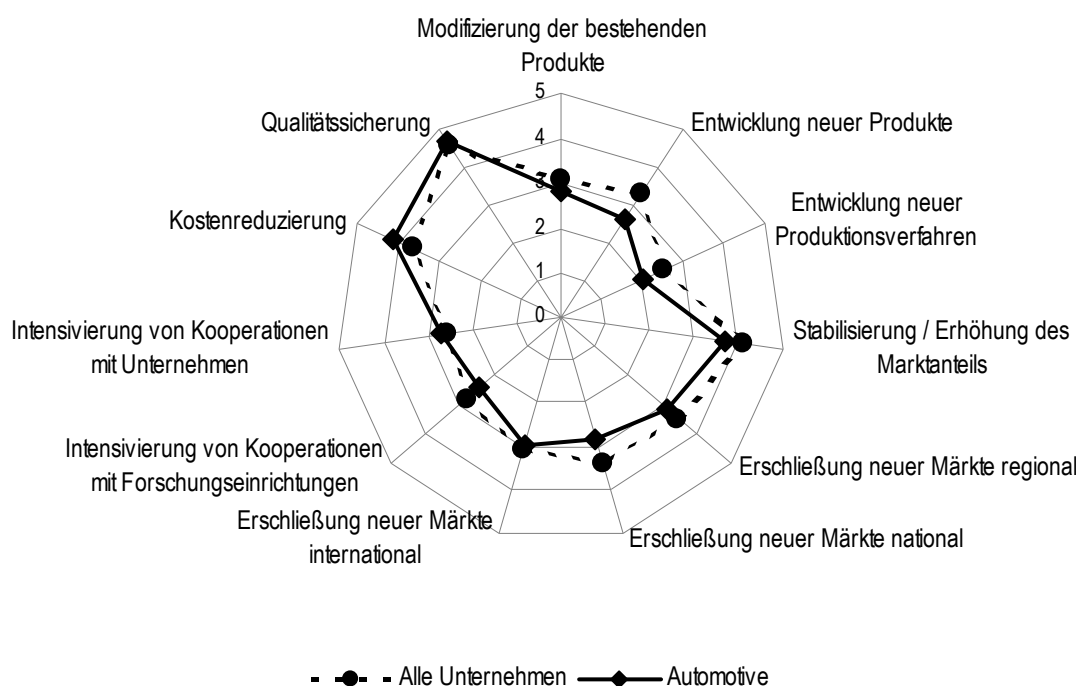 Modifizierung der bestehenden
Produkte
Entwicklung neuer Produkte
Entwicklung neuer
Produktionsverfahren
Stabilisierung / Erhöhung des
Marktanteils
Erschließung neuer Märkte regional
Erschließung neuer Märkte national
Erschließung neuer Märkte
international
Intensivierung von Kooperationen
mit Forschungseinrichtungen
Intensivierung von Kooperationen
mit Unternehmen
Kostenreduzierung
Qualitätssicherung
5
4
3
2
1
0
Alle Unternehmen
Automotive